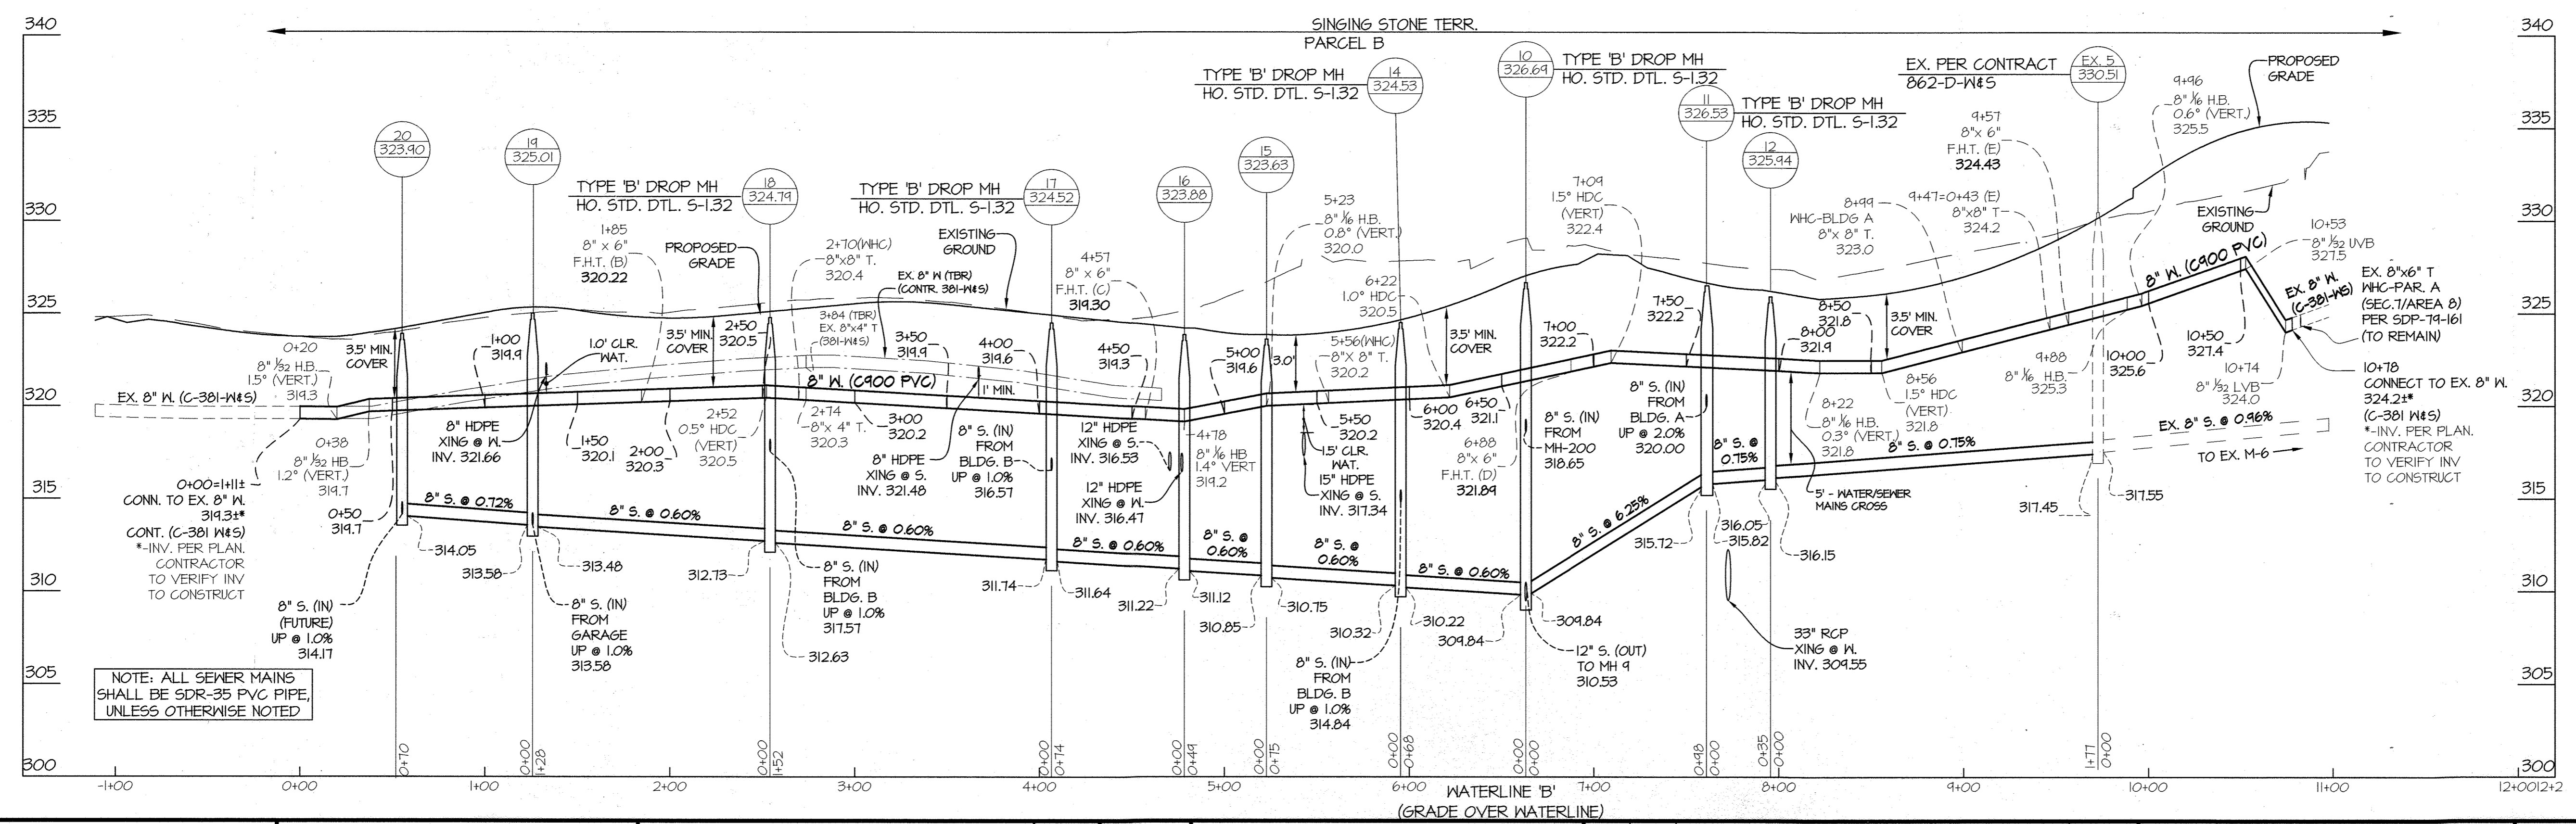 SINGING STONE TERR.
PARCEL B
340
335
330
325
320
315
310
305
300
340
335
330
325
320
315
310
305
300
20
323.90
19
325.01
TYPE 'B' DROP MH
HO. STD. DTL. S-1.32
18
324.79
TYPE 'B' DROP MH
HO. STD. DTL. S-1.32
17
324.52
16
323.88
15
323.63
TYPE 'B' DROP MH
HO. STD. DTL. S-1.32
14
324.53
10
326.69
TYPE 'B' DROP MH
HO. STD. DTL. S-1.32
11
326.53
TYPE 'B' DROP MH
HO. STD. DTL. S-1.32
12
325.94
EX. PER CONTRACT
862-D-W&S
EX. 5
330.51
9+96
8" 1/16 H.B.
0.6° (VERT.)
325.5
PROPOSED
GRADE
9+57
8"x 6"
F.H.T. (E)
324.43
9+47=0+43 (E)
8"x8" T
324.2
8+99
WHC-BLDG A
8"x 8" T.
323.0
7+09
1.5° HDC
(VERT)
322.4
5+23
8" 1/16 H.B.
0.8° (VERT.)
320.0
EXISTING
GROUND
10+53
8" 1/32 UVB
327.5
8" W. (C900 PVC)
EX. 8" W.
(C-381-WS)
EX. 8"x6" T
WHC-PAR. A
(SEC.7/AREA 8)
PER SDP-79-161
(TO REMAIN)
10+78
CONNECT TO EX. 8" W.
324.2±*
(C-381 W&S)
*-INV. PER PLAN.
CONTRACTOR
TO VERIFY INV
TO CONSTRUCT
1+85
8" x 6"
F.H.T. (B)
320.22
PROPOSED
GRADE
2+70(WHC)
8"x8" T.
320.4
EXISTING
GROUND
EX. 8" W (TBR)
(CONTR. 381-W&S)
4+57
8" x 6"
F.H.T. (C)
319.30
6+22
1.0° HDC
320.5
3.5' MIN.
COVER
7+50
322.2
8+50
321.8
3.5' MIN.
COVER
8+00
321.9
7+00
322.2
5+56(WHC)
8" X 8" T.
320.2
3.0'
5+00
319.6
4+50
319.3
4+00
319.6
3+50
319.9
3+84 (TBR)
EX. 8"x4" T
(381-W&S)
2+50
320.5
3.5' MIN.
COVER
1.0' CLR.
WAT.
1+00
319.9
3.5' MIN.
COVER
0+20
8" 1/32 H.B.
1.5° (VERT.)
319.3
EX. 8" W. (C-381-W&S)
8" W. (C900 PVC)
1' MIN.
0+38
8" 1/32 HB
1.2° (VERT.)
319.7
0+00=1+11±
CONN. TO EX. 8" W.
319.3±*
CONT. (C-381 W&S)
*-INV. PER PLAN.
CONTRACTOR
TO VERIFY INV
TO CONSTRUCT
0+50
319.7
8" HDPE
XING @ W.
INV. 321.66
1+50
320.1
2+00
320.3
2+52
0.5° HDC
(VERT)
320.5
2+74
8"x 4" T.
320.3
3+00
320.2
8" HDPE
XING @ S.
INV. 321.48
8" S. (IN)
FROM
BLDG. B
UP @ 1.0%
316.57
12" HDPE
XING @ S.
INV. 316.53
12" HDPE
XING @ W.
INV. 316.47
4+78
8" 1/16 HB
1.4° VERT
319.2
5+50
320.2
1.5' CLR.
WAT.
15" HDPE
XING @ S.
INV. 317.34
6+00
320.4
6+50
321.1
6+88
8"x 6"
F.H.T. (D)
321.89
8" S. (IN)
FROM
MH-200
318.65
8" S. (IN)
FROM
BLDG. A
UP @ 2.0%
320.00
8+22
8" 1/16 H.B.
0.3° (VERT.)
321.8
8+56
1.5° HDC
(VERT)
321.8
9+88
8" 1/16 H.B.
325.3
10+00
325.6
10+50
327.4
10+74
8" 1/32 LVB
324.0
8" S. @ 0.72%
8" S. @ 0.60%
8" S. @ 0.60%
8" S. @ 0.60%
8" S. @
0.60%
8" S. @
0.60%
8" S. @ 0.60%
8" S. @ 6.25%
8" S. @
0.75%
8" S. @ 0.75%
EX. 8" S. @ 0.96%
TO EX. M-6
5' - WATER/SEWER
MAINS CROSS
314.05
313.58
313.48
312.73
312.63
311.74
311.64
311.22
311.12
310.85
310.75
310.32
310.22
309.84
309.84
315.72
316.05
315.82
316.15
317.45
317.55
8" S. (IN)
(FUTURE)
UP @ 1.0%
314.17
8" S. (IN)
FROM
GARAGE
UP @ 1.0%
313.58
8" S. (IN)
FROM
BLDG. B
UP @ 1.0%
317.57
8" S. (IN)
FROM
BLDG. B
UP @ 1.0%
314.84
12" S. (OUT)
TO MH 9
310.53
33" RCP
XING @ W.
INV. 309.55
NOTE: ALL SEWER MAINS
SHALL BE SDR-35 PVC PIPE,
UNLESS OTHERWISE NOTED
0+70
0+00
1+28
0+00
1+52
0+00
0+74
0+00
0+49
0+00
0+75
0+00
0+68
0+00
0+00
0+98
0+00
0+35
0+00
1+77
0+00
-1+00
0+00
1+00
2+00
3+00
4+00
5+00
6+00
7+00
8+00
9+00
10+00
11+00
12+0012+2
WATERLINE 'B'
(GRADE OVER WATERLINE)